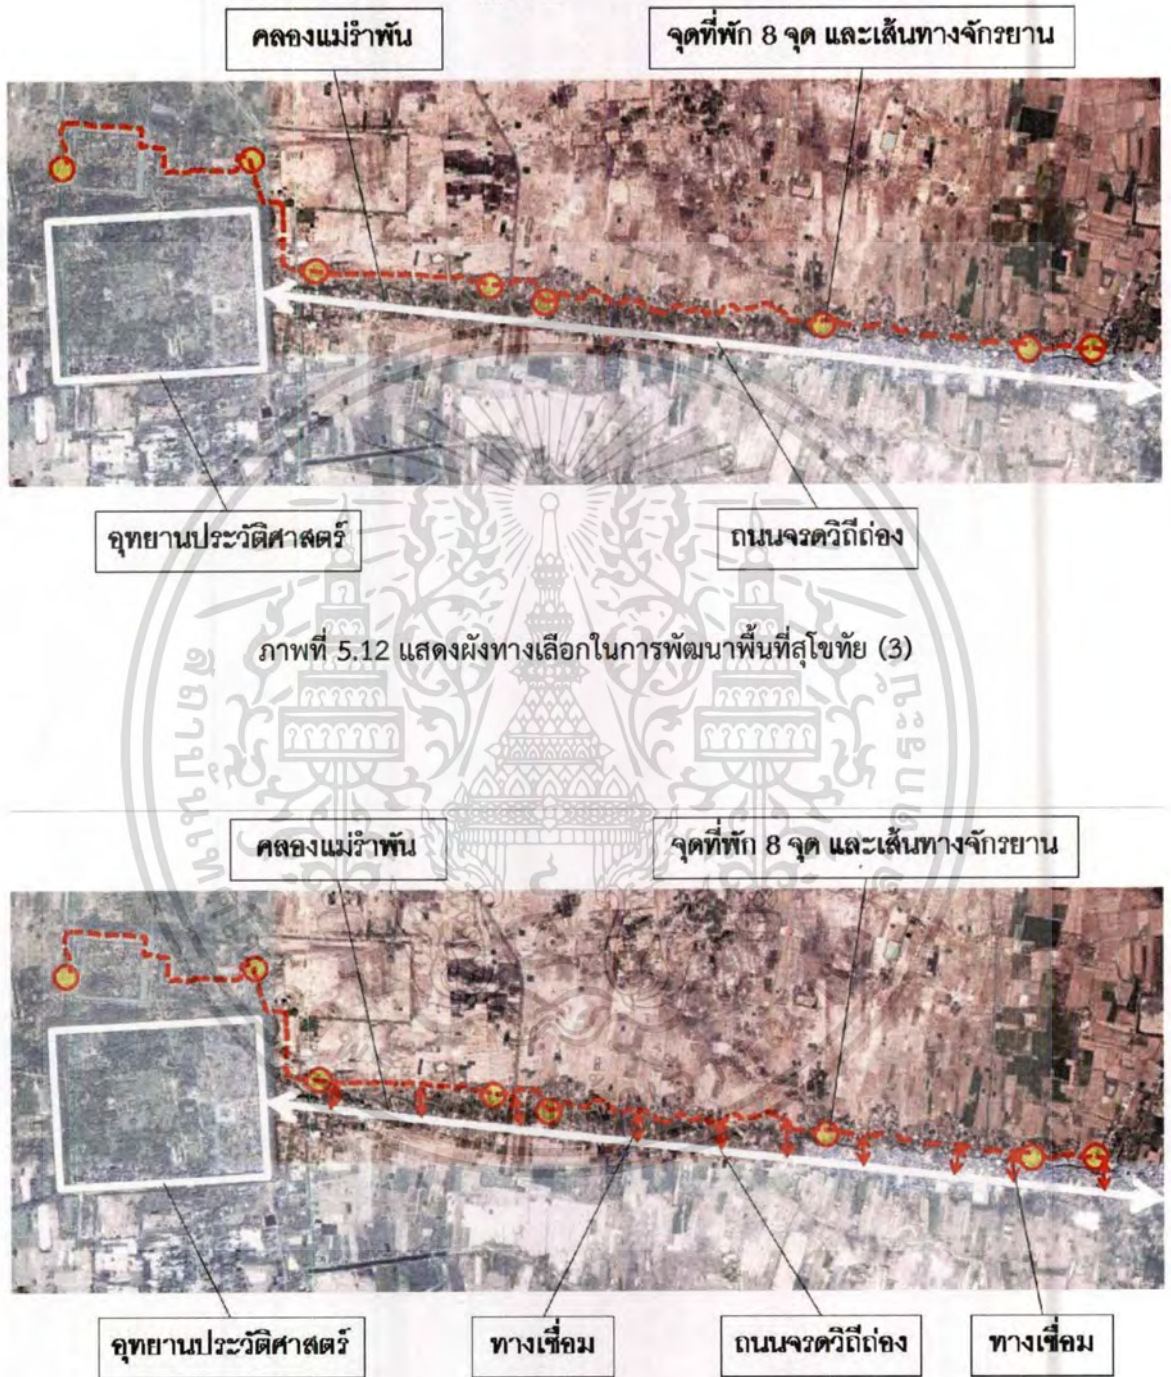 คลองแม่รำพัน
จุดที่พัก 8 จุด และเส้นทางจักรยาน
อุทยานประวัติศาสตร์
ถนนจรดวิถีถ่อง
ภาพที่ 5.12 แสดงผังทางเลือกในการพัฒนาพื้นที่สุโขทัย (3)
คลองแม่รำพัน
จุดที่พัก 8 จุด และเส้นทางจักรยาน
อุทยานประวัติศาสตร์
ทางเชื่อม
ถนนจรดวิถีถ่อง
ทางเชื่อม